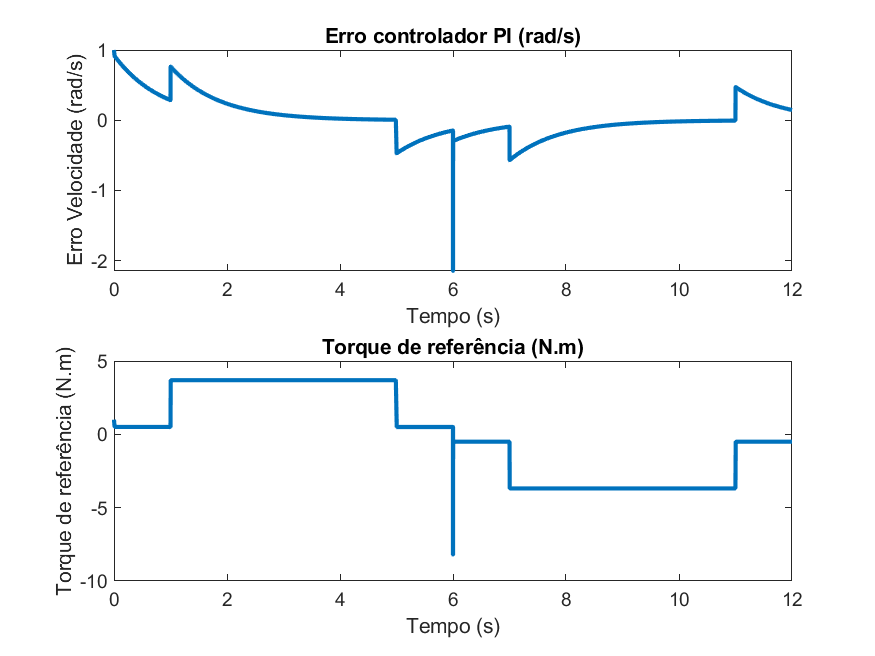 Erro controlador PI (rad/s)
Erro Velocidade (rad/s)
1
0
-1
-2
0 2 4 6 8 10 12
Tempo (s)
Torque de referência (N.m)
Torque de referência (N.m)
5
0
-5
-10
0 2 4 6 8 10 12
Tempo (s)